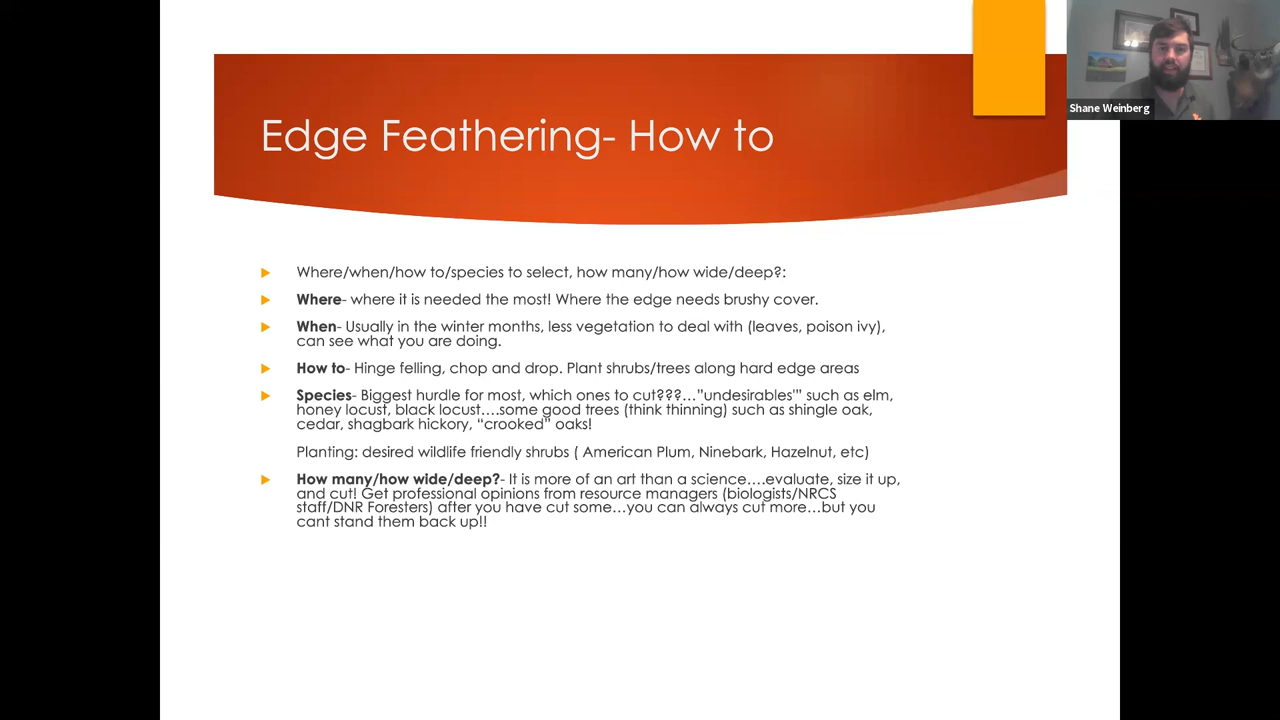 Edge Feathering- How to
Shane Weinberg
Where/when/how to/species to select, how many/how wide/deep?:
Where- where it is needed the most! Where the edge needs brushy cover.
When- Usually in the winter months, less vegetation to deal with (leaves, poison ivy),
can see what you are doing.
How to- Hinge felling, chop and drop. Plant shrubs/trees along hard edge areas
Species- Biggest hurdle for most, which ones to cut???…”undesirables'” such as elm,
honey locust, black locust….some good trees (think thinning) such as shingle oak,
cedar, shagbark hickory, “crooked” oaks!
Planting: desired wildlife friendly shrubs ( American Plum, Ninebark, Hazelnut, etc)
How many/how wide/deep?- It is more of an art than a science….evaluate, size it up,
and cut! Get professional opinions from resource managers (biologists/NRCS
staff/DNR Foresters) after you have cut some…you can always cut more…but you
cant stand them back up!!